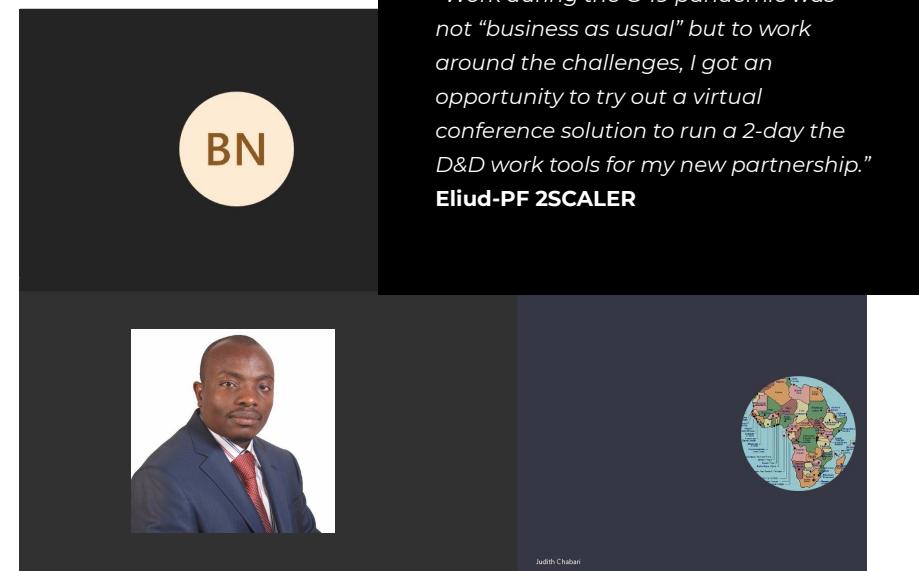 BN
not “business as usual” but to work
around the challenges, I got an
opportunity to try out a virtual
conference solution to run a 2-day the
D&D work tools for my new partnership.”
Eliud-PF 2SCALER
Judith Chabari